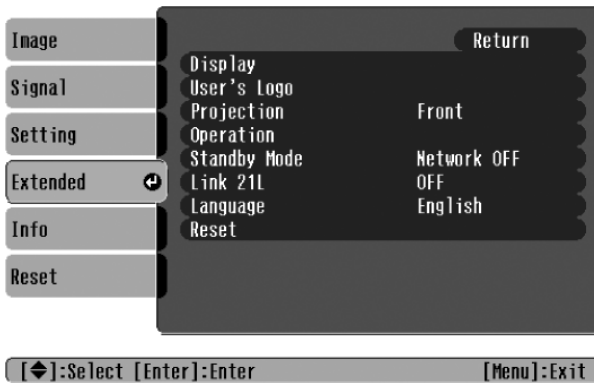 Image
Signal
Setting
Extended
Info
Reset
Return
Display
User's Logo
Projection Front
Operation
Standby Mode Network OFF
Link 21L OFF
Language English
Reset
[◆]:Select [Enter]:Enter [Menu]:Exit